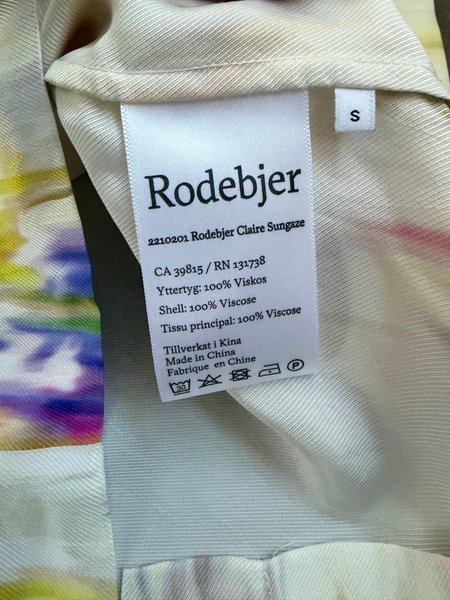 S
Rodebjer
2210201 Rodebjer Claire Sungaze
CA 39815 / RN 131738
Yttertyg: 100% Viskos
Shell: 100% Viscose
Tissu principal: 100% Viscose
Tillverkat i Kina
Made in China
Fabrique en Chine
30
P